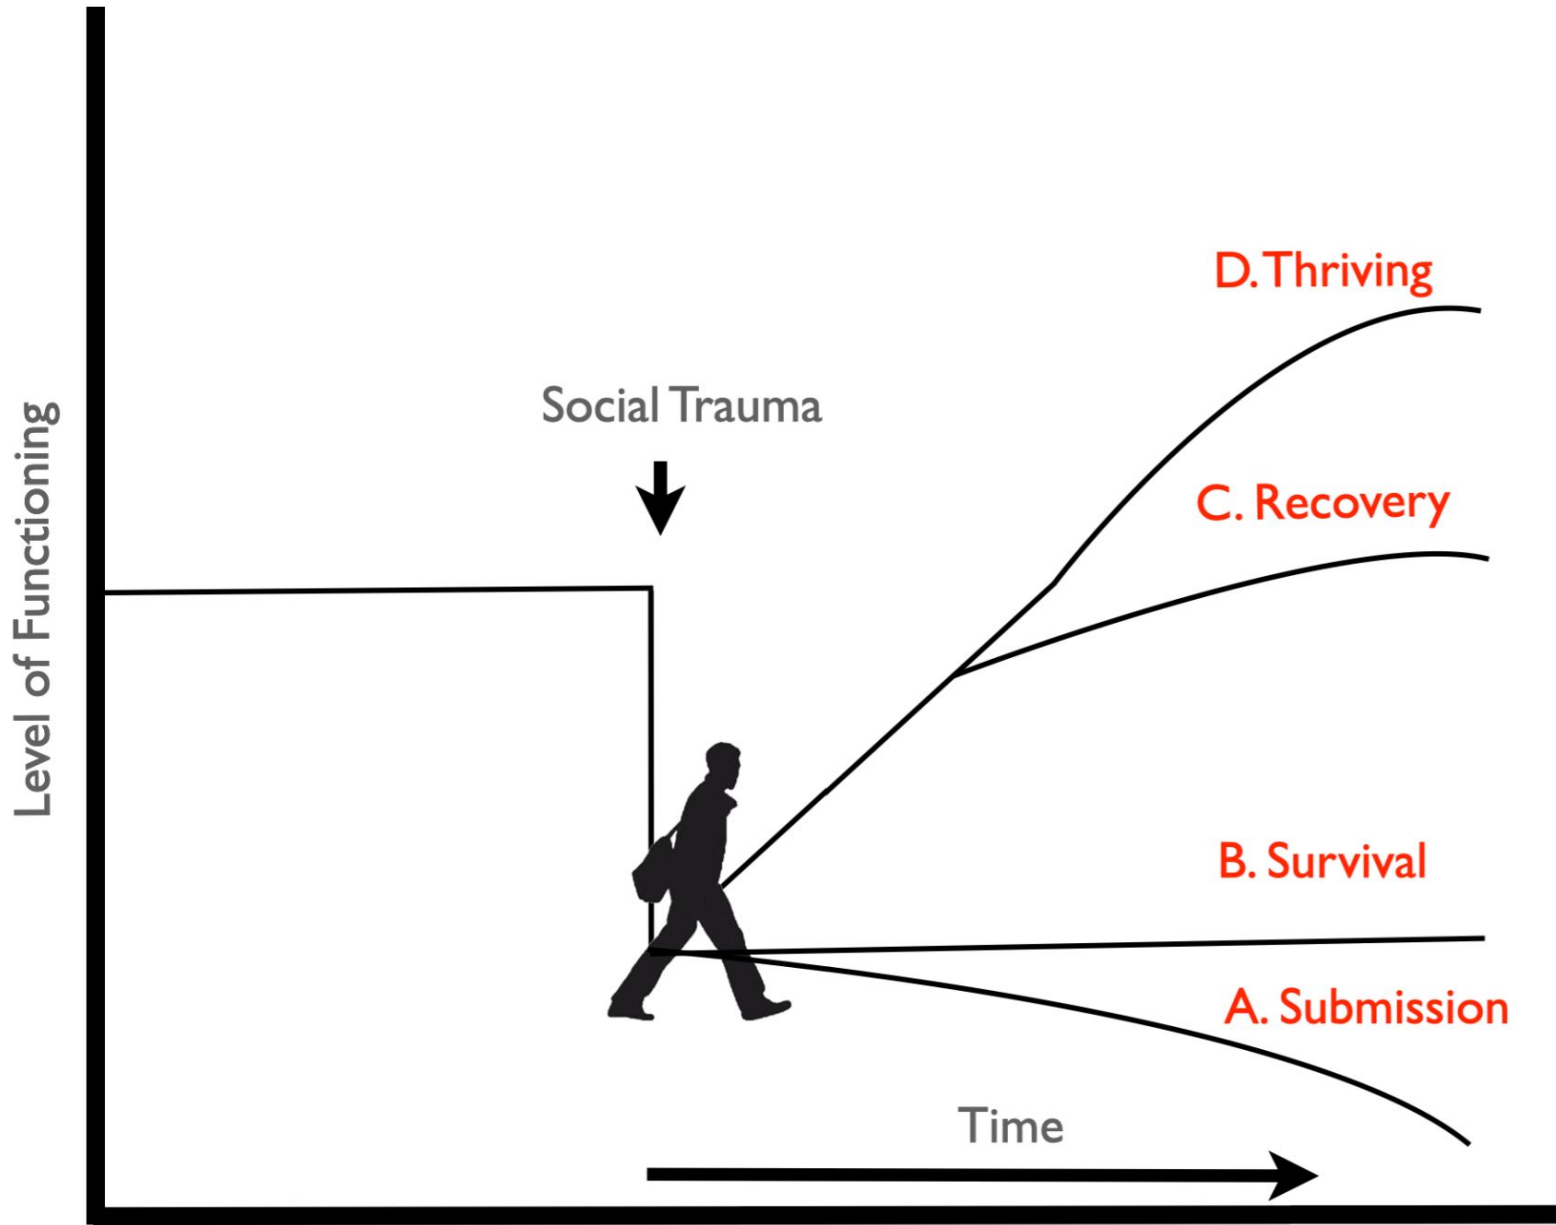 Level of Functioning
Social Trauma
D. Thriving
C. Recovery
B. Survival
A. Submission
Time